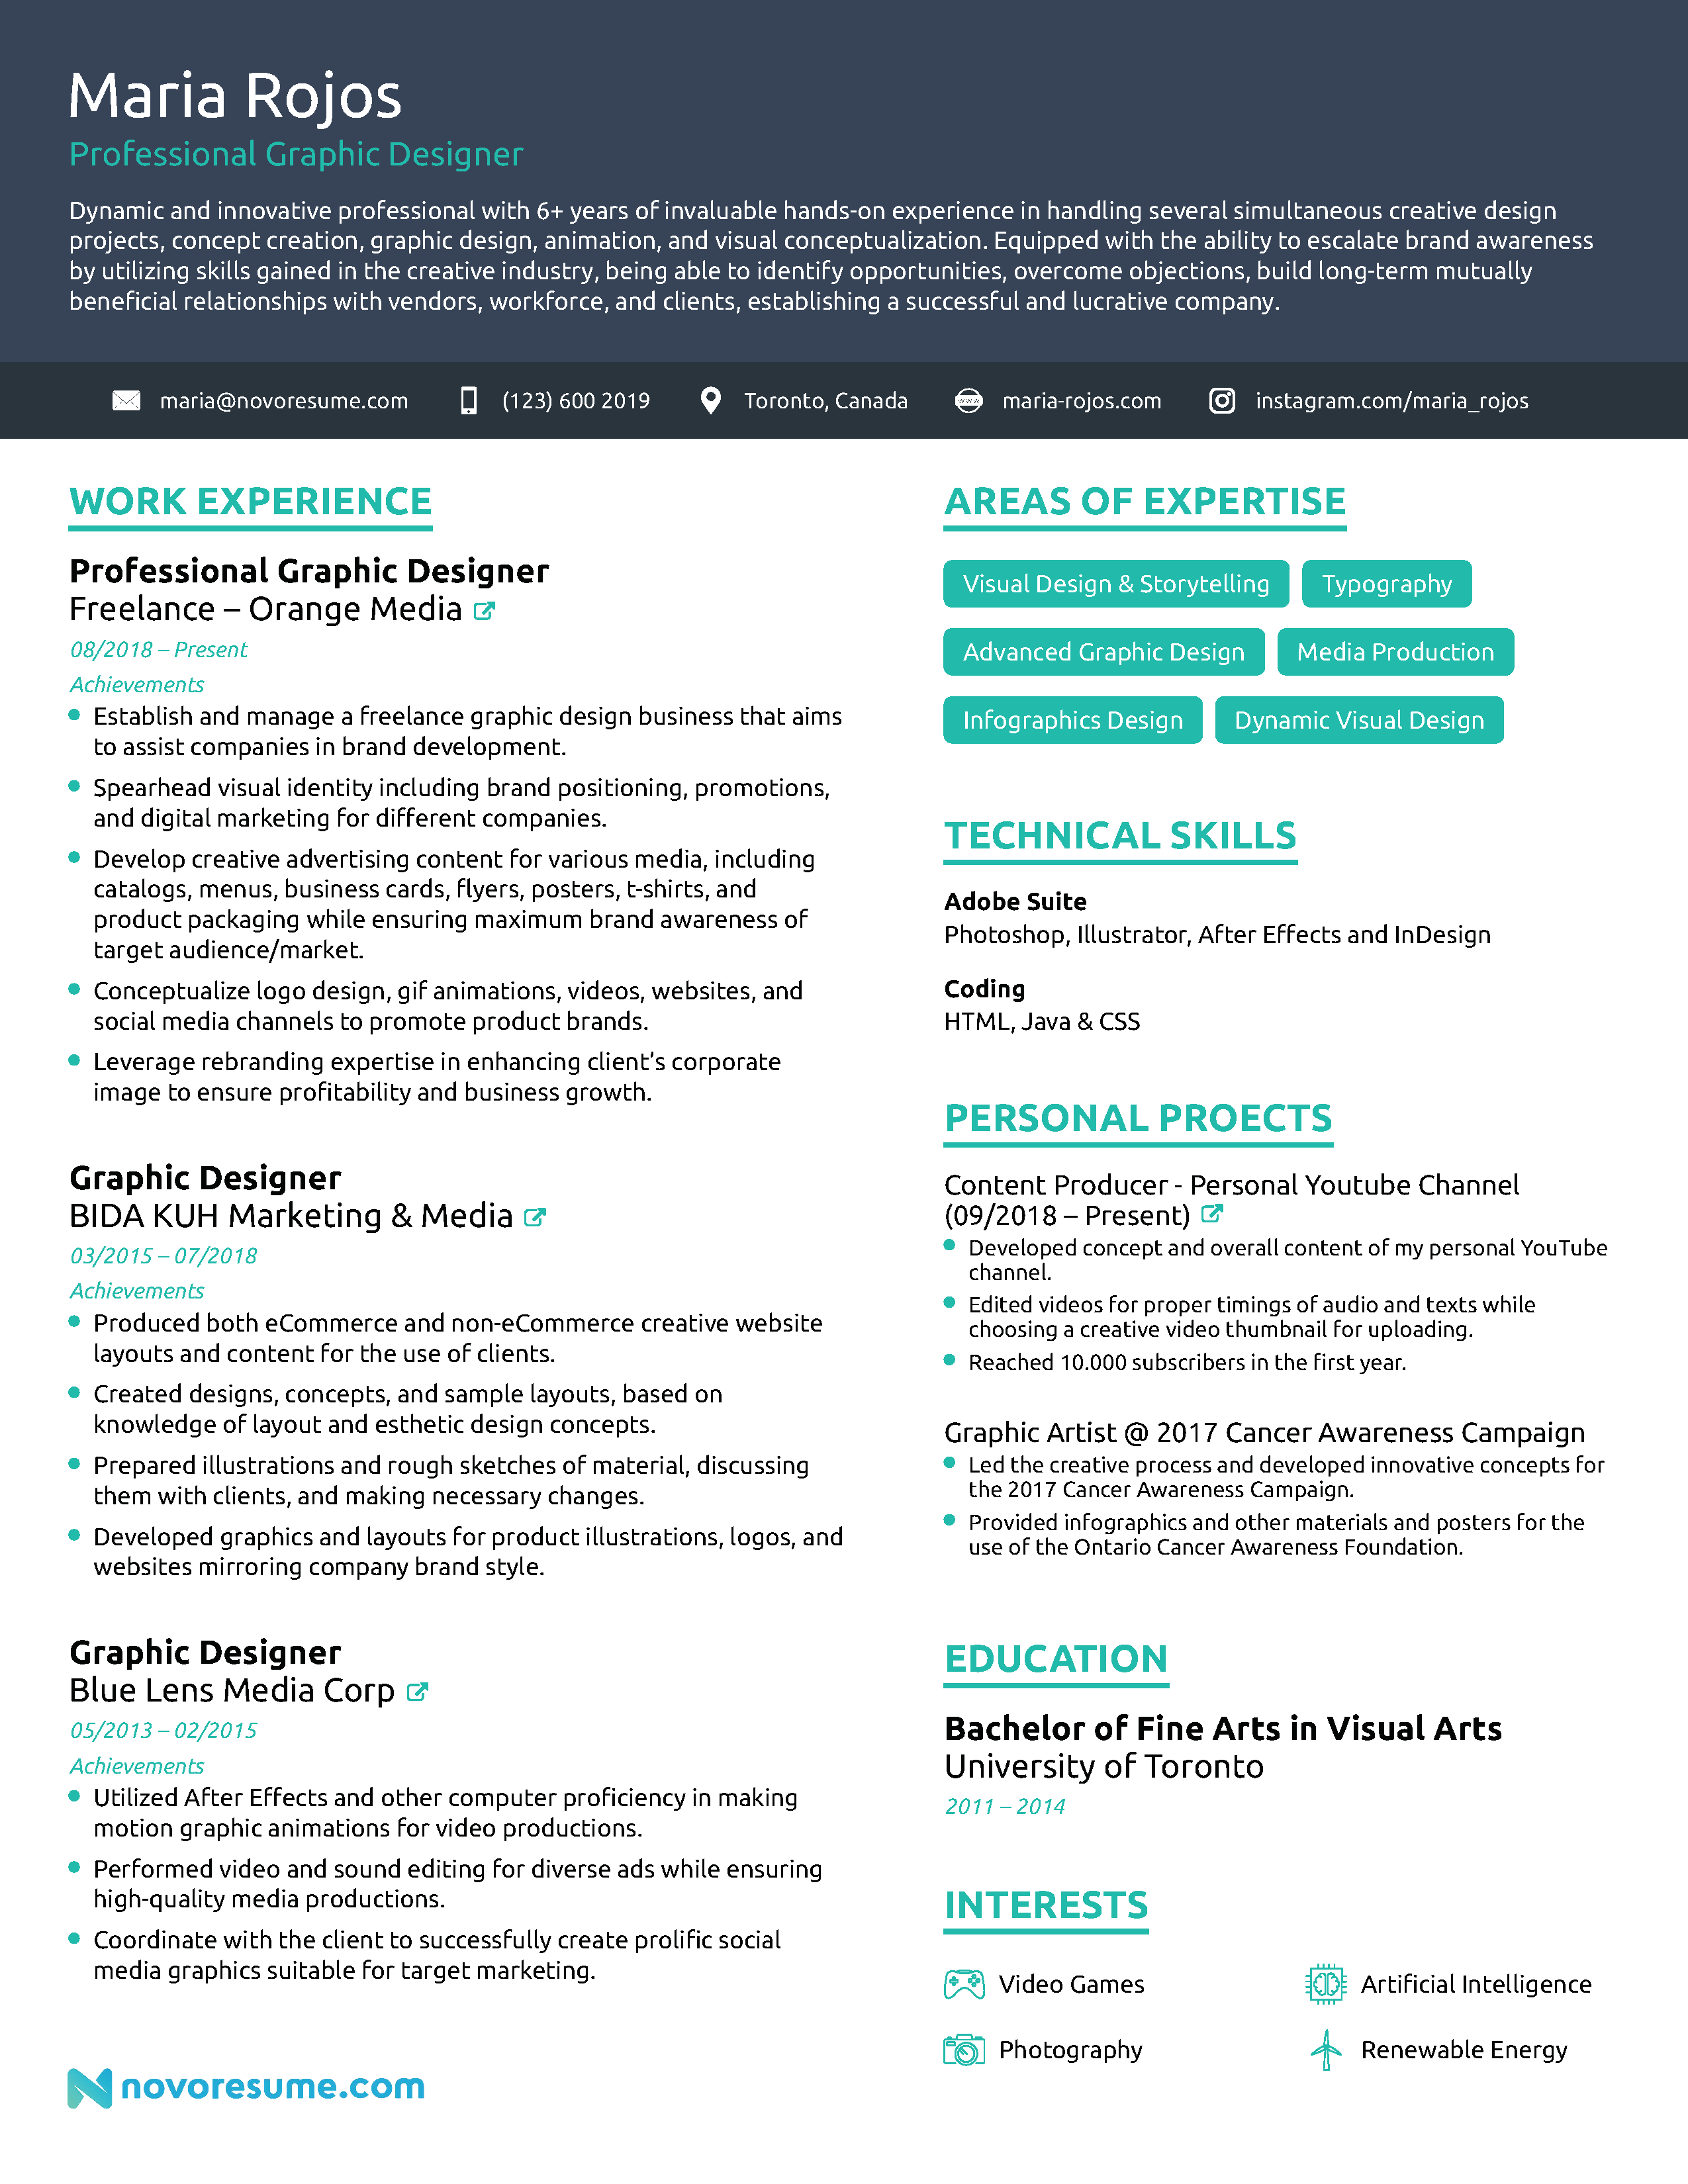 Maria Rojos
Professional Graphic Designer
Dynamic and innovative professional with 6+ years of invaluable hands-on experience in handling several simultaneous creative design
projects, concept creation, graphic design, animation, and visual conceptualization. Equipped with the ability to escalate brand awareness
by utilizing skills gained in the creative industry, being able to identify opportunities, overcome objections, build long-term mutually
beneficial relationships with vendors, workforce, and clients, establishing a successful and lucrative company.
maria@novoresume.com (123) 600 2019 Toronto, Canada www maria-rojos.com instagram.com/maria_rojos
WORK EXPERIENCE
Professional Graphic Designer
Freelance – Orange Media
08/2018 – Present
Achievements
Establish and manage a freelance graphic design business that aims
to assist companies in brand development.
Spearhead visual identity including brand positioning, promotions,
and digital marketing for different companies.
Develop creative advertising content for various media, including
catalogs, menus, business cards, flyers, posters, t-shirts, and
product packaging while ensuring maximum brand awareness of
target audience/market.
Conceptualize logo design, gif animations, videos, websites, and
social media channels to promote product brands.
Leverage rebranding expertise in enhancing client’s corporate
image to ensure profitability and business growth.
Graphic Designer
BIDA KUH Marketing & Media
03/2015 – 07/2018
Achievements
Produced both eCommerce and non-eCommerce creative website
layouts and content for the use of clients.
Created designs, concepts, and sample layouts, based on
knowledge of layout and esthetic design concepts.
Prepared illustrations and rough sketches of material, discussing
them with clients, and making necessary changes.
Developed graphics and layouts for product illustrations, logos, and
websites mirroring company brand style.
Graphic Designer
Blue Lens Media Corp
05/2013 – 02/2015
Achievements
Utilized After Effects and other computer proficiency in making
motion graphic animations for video productions.
Performed video and sound editing for diverse ads while ensuring
high-quality media productions.
Coordinate with the client to successfully create prolific social
media graphics suitable for target marketing.
novoresume.com
AREAS OF EXPERTISE
Visual Design & Storytelling Typography
Advanced Graphic Design Media Production
Infographics Design Dynamic Visual Design
TECHNICAL SKILLS
Adobe Suite
Photoshop, Illustrator, After Effects and InDesign
Coding
HTML, Java & CSS
PERSONAL PROECTS
Content Producer - Personal Youtube Channel
(09/2018 – Present)
Developed concept and overall content of my personal YouTube
channel.
Edited videos for proper timings of audio and texts while
choosing a creative video thumbnail for uploading.
Reached 10.000 subscribers in the first year.
Graphic Artist @ 2017 Cancer Awareness Campaign
Led the creative process and developed innovative concepts for
the 2017 Cancer Awareness Campaign.
Provided infographics and other materials and posters for the
use of the Ontario Cancer Awareness Foundation.
EDUCATION
Bachelor of Fine Arts in Visual Arts
University of Toronto
2011 – 2014
INTERESTS
Video Games Artificial Intelligence
Photography Renewable Energy